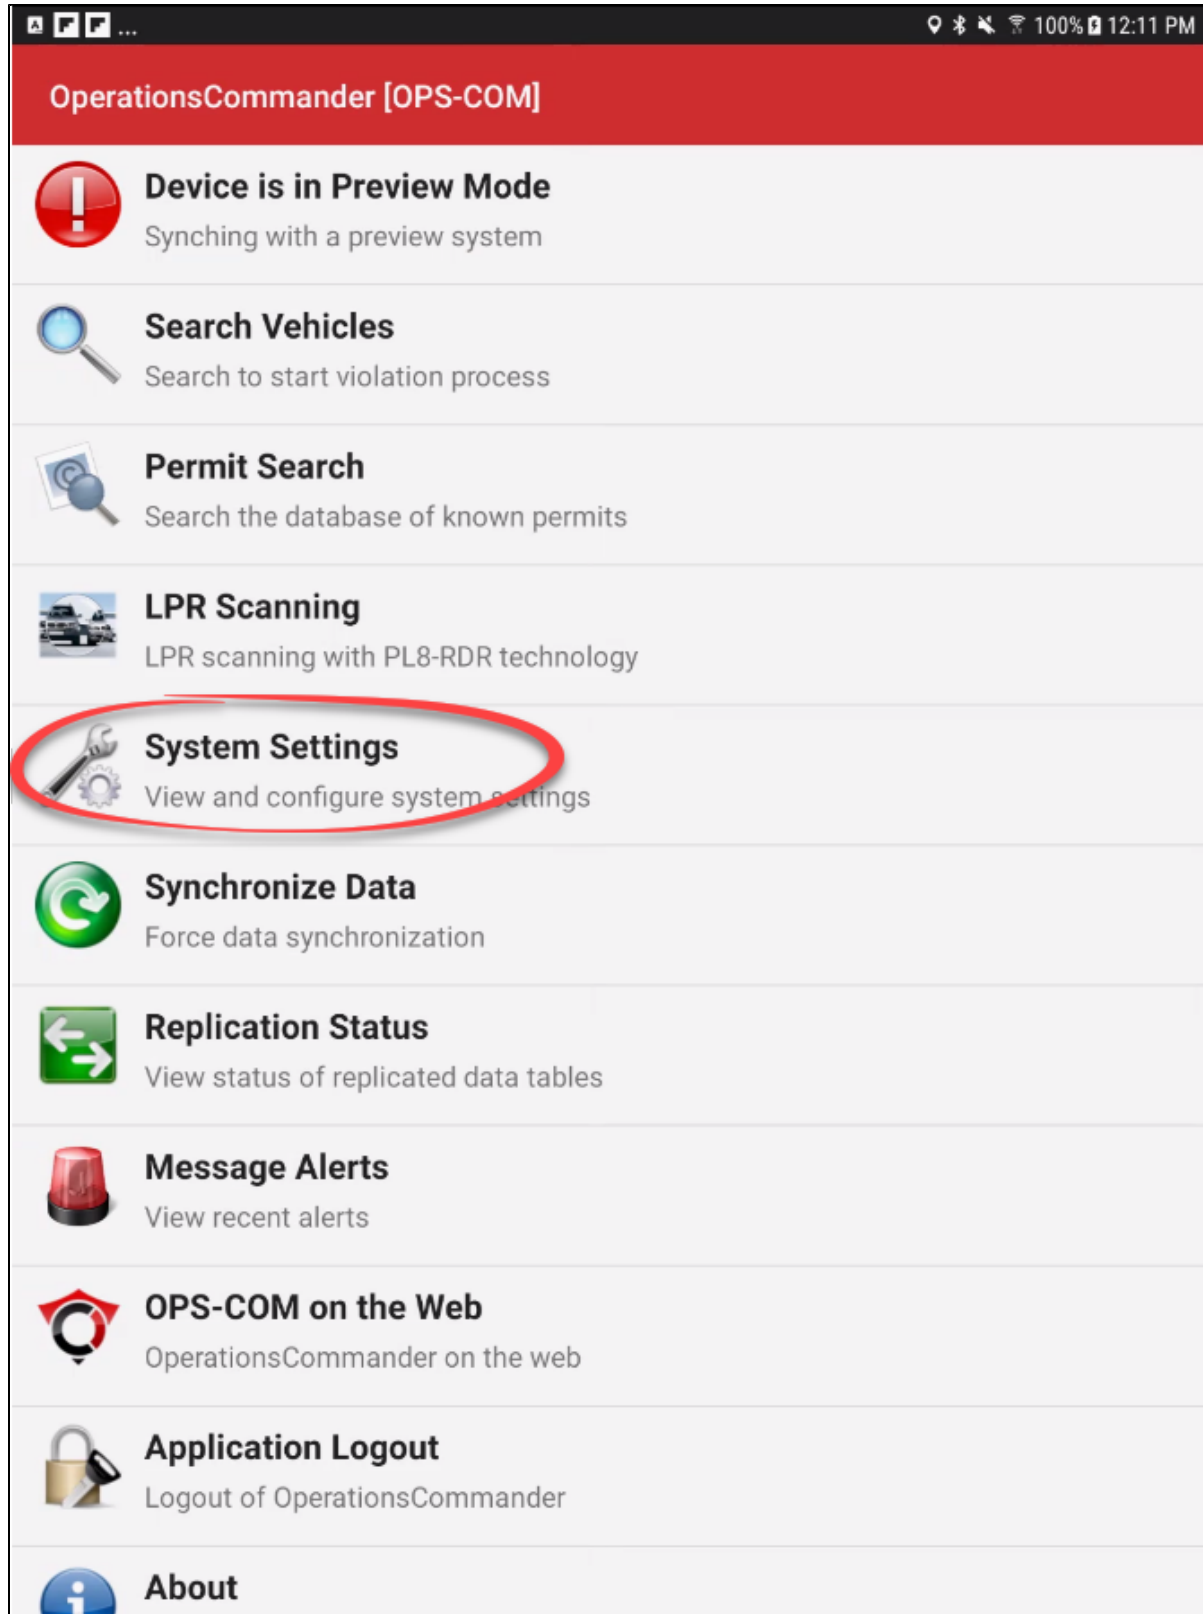 ... 100% 12:11 PM
OperationsCommander [OPS-COM]
Device is in Preview Mode
Synching with a preview system
Search Vehicles
Search to start violation process
Permit Search
Search the database of known permits
LPR Scanning
LPR scanning with PL8-RDR technology
System Settings
View and configure system settings
Synchronize Data
Force data synchronization
Replication Status
View status of replicated data tables
Message Alerts
View recent alerts
OPS-COM on the Web
OperationsCommander on the web
Application Logout
Logout of OperationsCommander
About